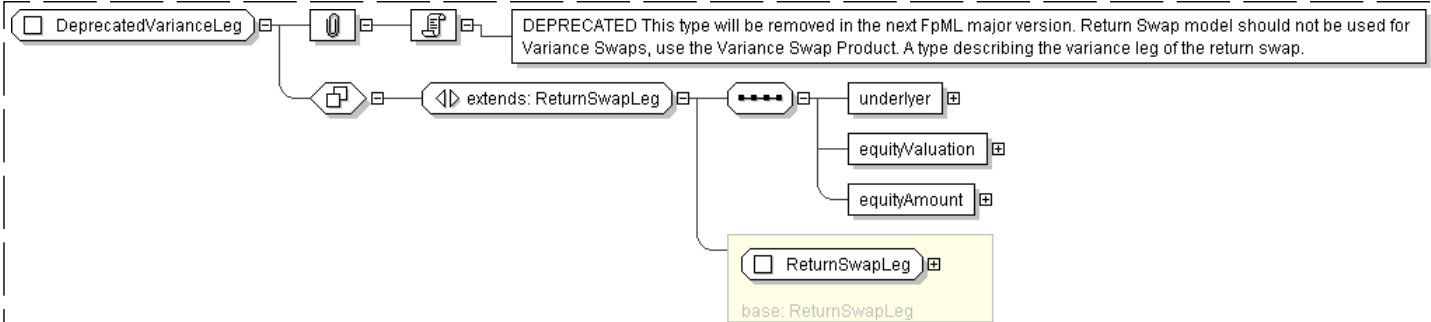 DeprecatedVarianceLeg
DEPRECATED This type will be removed in the next FpML major version. Return Swap model should not be used for
Variance Swaps, use the Variance Swap Product. A type describing the variance leg of the return swap.
extends: ReturnSwapLeg
underlyer
equityValuation
equityAmount
ReturnSwapLeg
base: ReturnSwapLeg